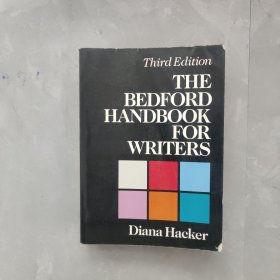 Third Edition
THE
BEDFORD
HANDBOOK
FOR
WRITERS
Diana Hacker